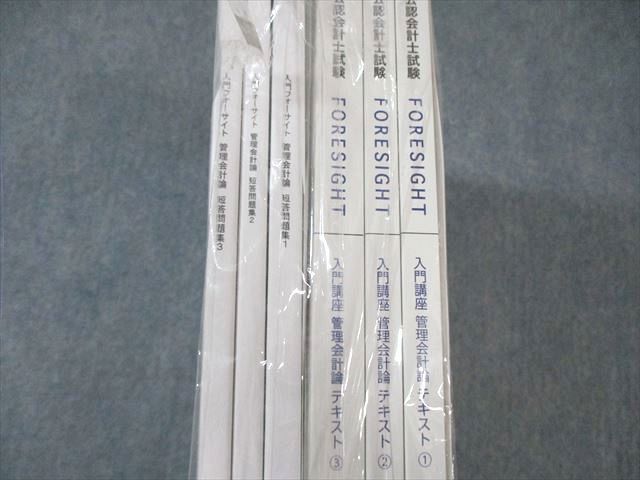 公認会計士試験 FORESIGHT 入門講座 管理会計論 テキスト①
公認会計士試験 FORESIGHT 入門講座 管理会計論 テキスト②
公認会計士試験 FORESIGHT 入門講座 管理会計論 テキスト③
入門フォーサイト 管理会計論 短答問題集1
入門フォーサイト 管理会計論 短答問題集2
入門フォーサイト 管理会計論 短答問題集3